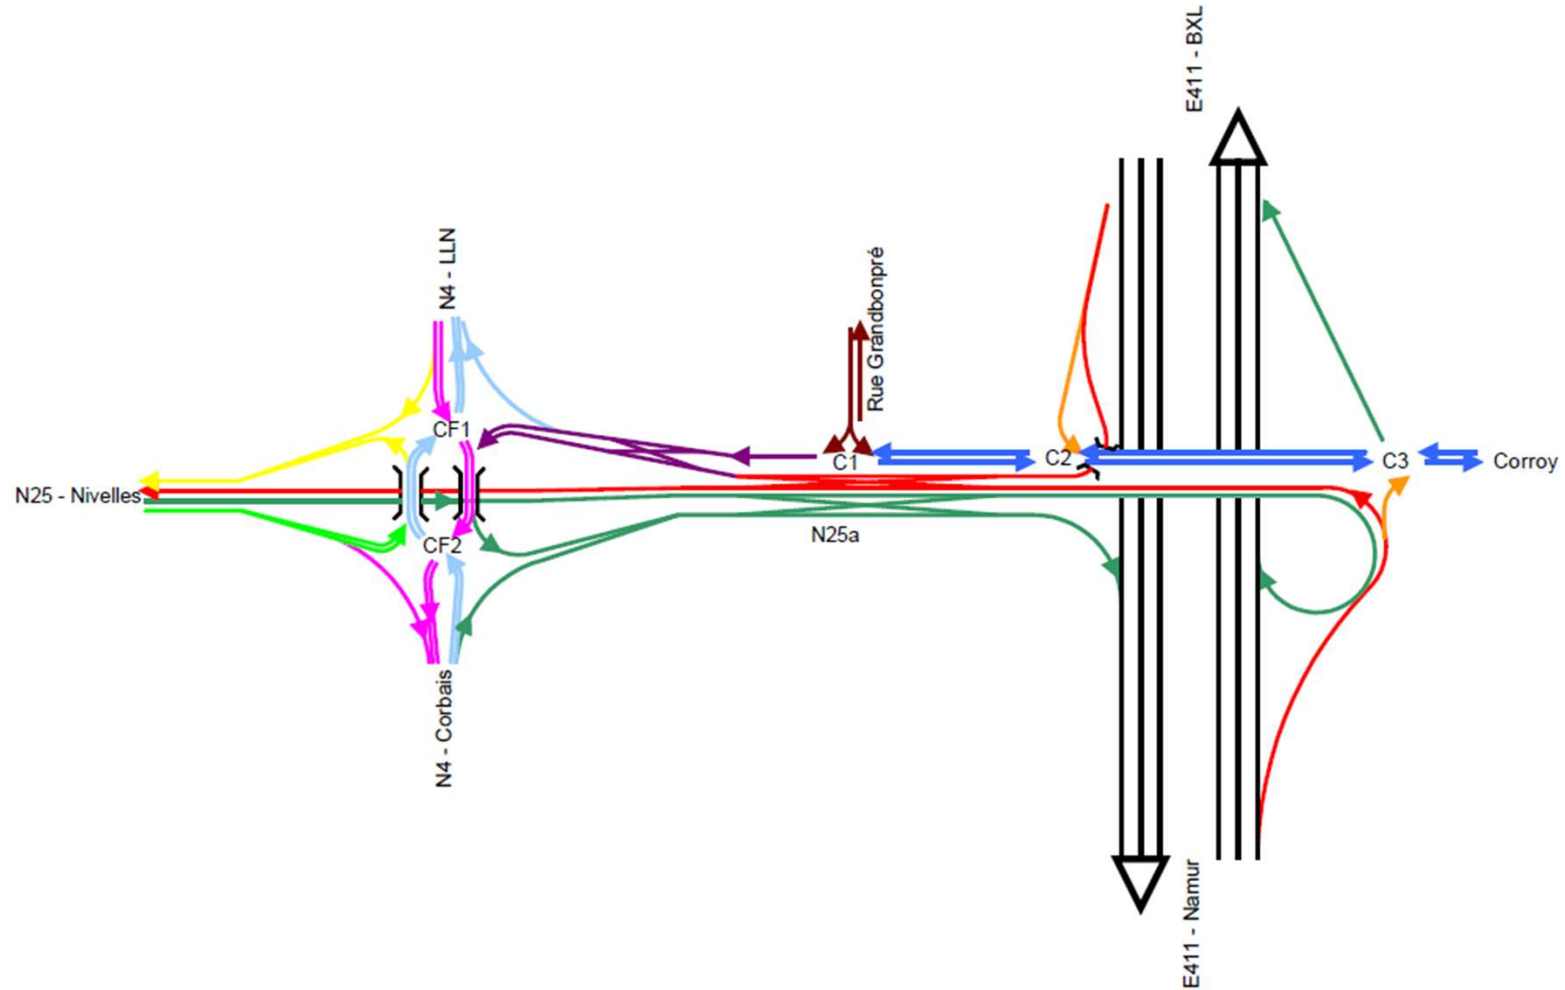 E411 - BXL
N4 - LLN
Rue Grandbonpré
CF1
C1
C2
C3
Corroy
N25 - Nivelles
CF2
N25a
N4 - Corbais
E411 - Namur